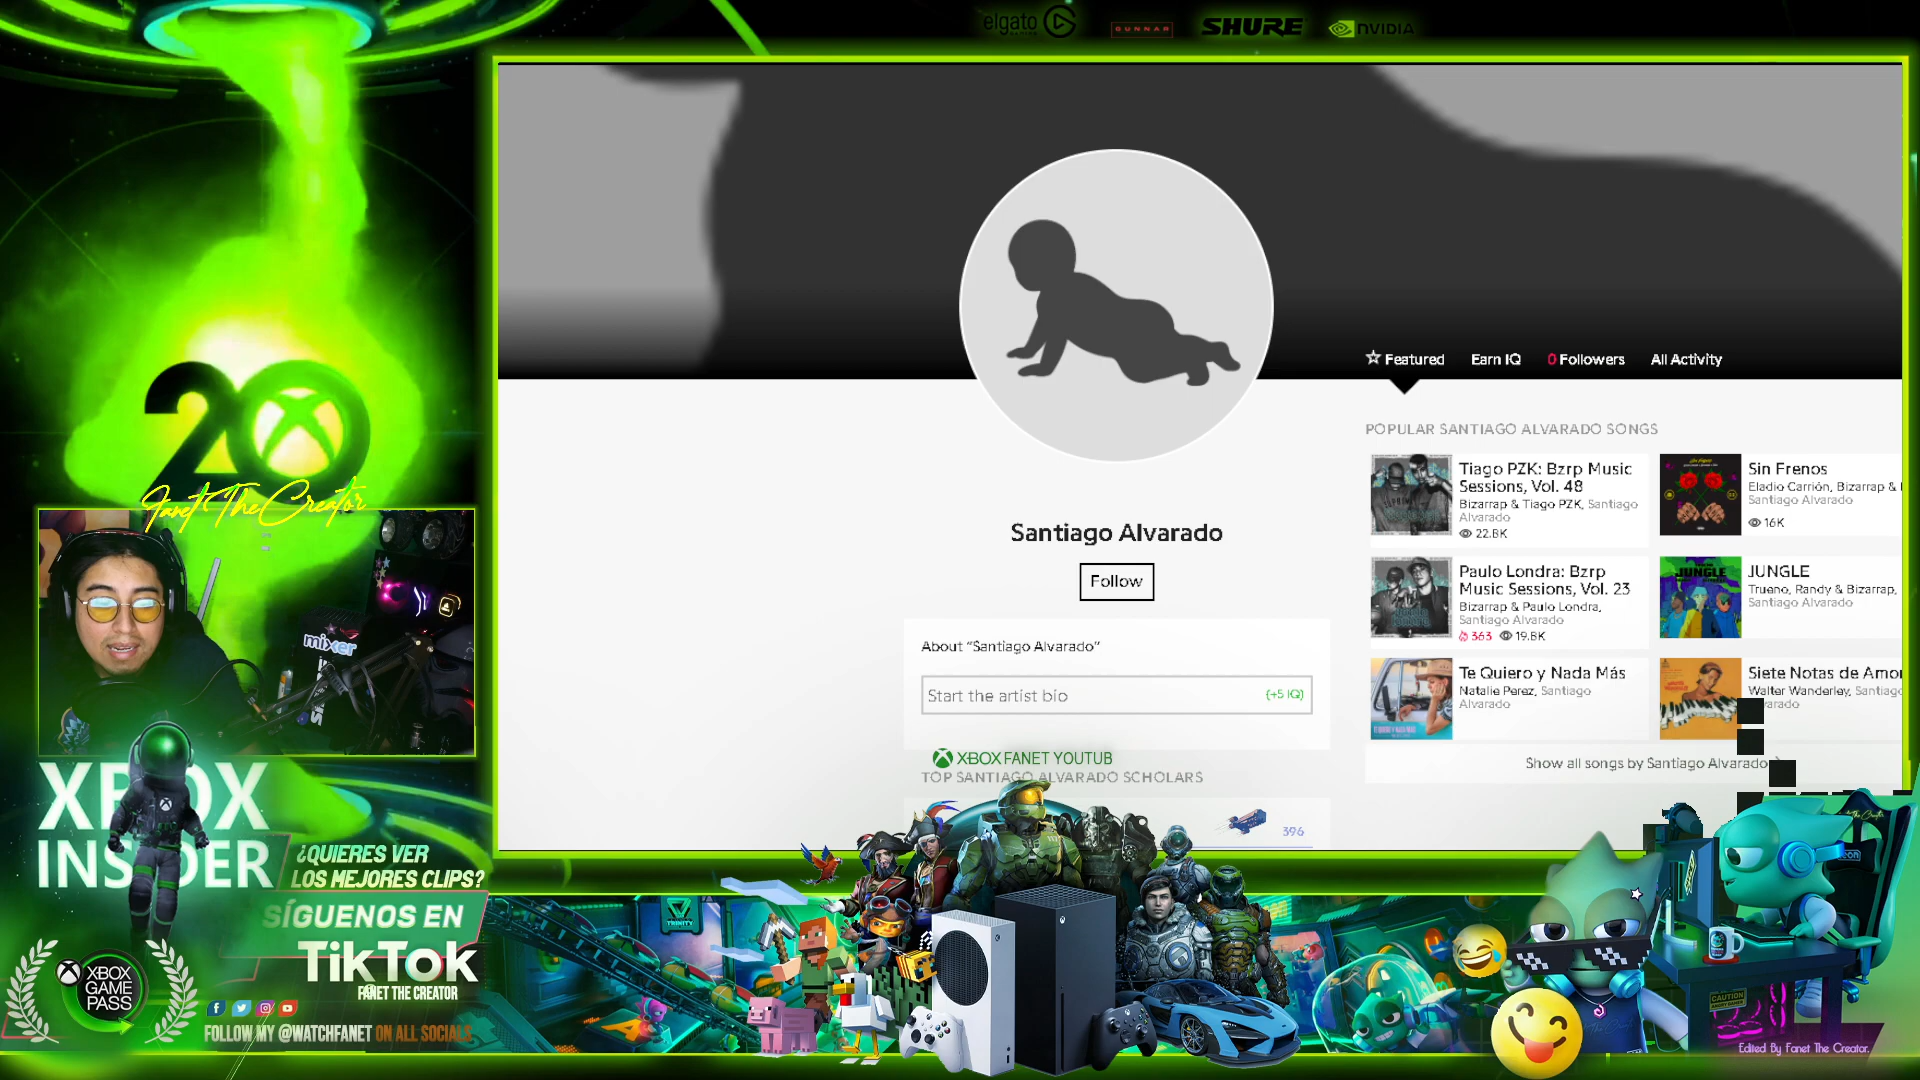 elgato
GUNNAR
SHURE
NVIDIA
20
Fanet The Creator
mixer
☆ Featured
Earn IQ
0 Followers
All Activity
POPULAR SANTIAGO ALVARADO SONGS
Tiago PZK: Bzrp Music
Sessions, Vol. 48
Bizarrap & Tiago PZK, Santiago
Alvarado
22.8K
Sin Frenos
Eladio Carrión, Bizarrap &
Santiago Alvarado
16K
Paulo Londra: Bzrp
Music Sessions, Vol. 23
Bizarrap & Paulo Londra,
Santiago Alvarado
363 19.8K
JUNGLE
JUNGLE
Trueno, Randy & Bizarrap,
Santiago Alvarado
Te Quiero y Nada Más
Natalie Perez, Santiago
Alvarado
Siete Notas de Amor
Walter Wanderley, Santiago
Show all songs by Santiago Alvarado
Santiago Alvarado
Follow
About “Santiago Alvarado”
Start the artist bio
(+5 IQ)
XBOX FANET YOUTUB
TOP SANTIAGO ALVARADO SCHOLARS
396
XBOX
INSIDER
¿QUIERES VER
LOS MEJORES CLIPS?
SÍGUENOS EN
TikTok
FANET THE CREATOR
XBOX
GAME
PASS
FOLLOW MY @WATCHFANET ON ALL SOCIALS
TRINITY
CAUTION
Edited By Fanet The Creator.